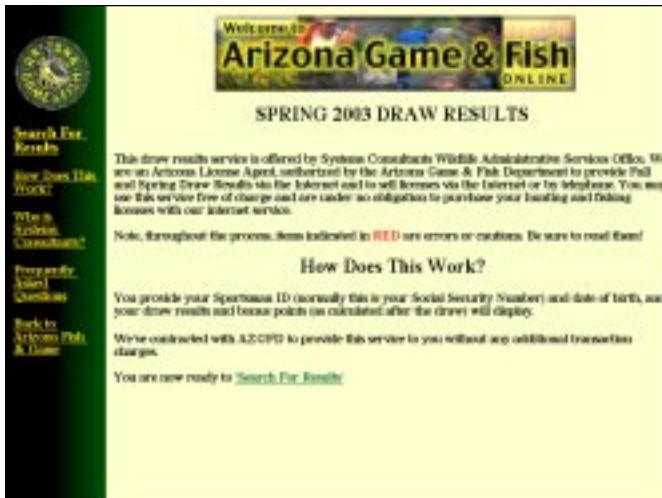 Welcome to
Arizona Game & Fish
ONLINE
SPRING 2003 DRAW RESULTS
Search For
Results
How Does This
Work?
Who is
Systems
Consultants?
Frequently
Asked
Questions
Back to
Arizona Fish
& Game
This draw results service is offered by Systems Consultants Wildlife Administrative Services Office. W
are an Arizona License Agent, authorized by the Arizona Game & Fish Department to provide Fall
and Spring Draw Results via the Internet and to sell licenses via the Internet or by telephone. You may
use this service free of charge and are under no obligation to purchase your hunting and fishing
licenses with our internet service.
Note, throughout the process, items indicated in RED are errors or cautions. Be sure to read them!
How Does This Work?
You provide your Sportsman ID (normally this is your Social Security Number) and date of birth, and
your draw results and bonus points (as calculated after the draw) will display.
We've contracted with AZGFD to provide this service to you without any additional transaction
charges.
You are now ready to 'Search For Results'